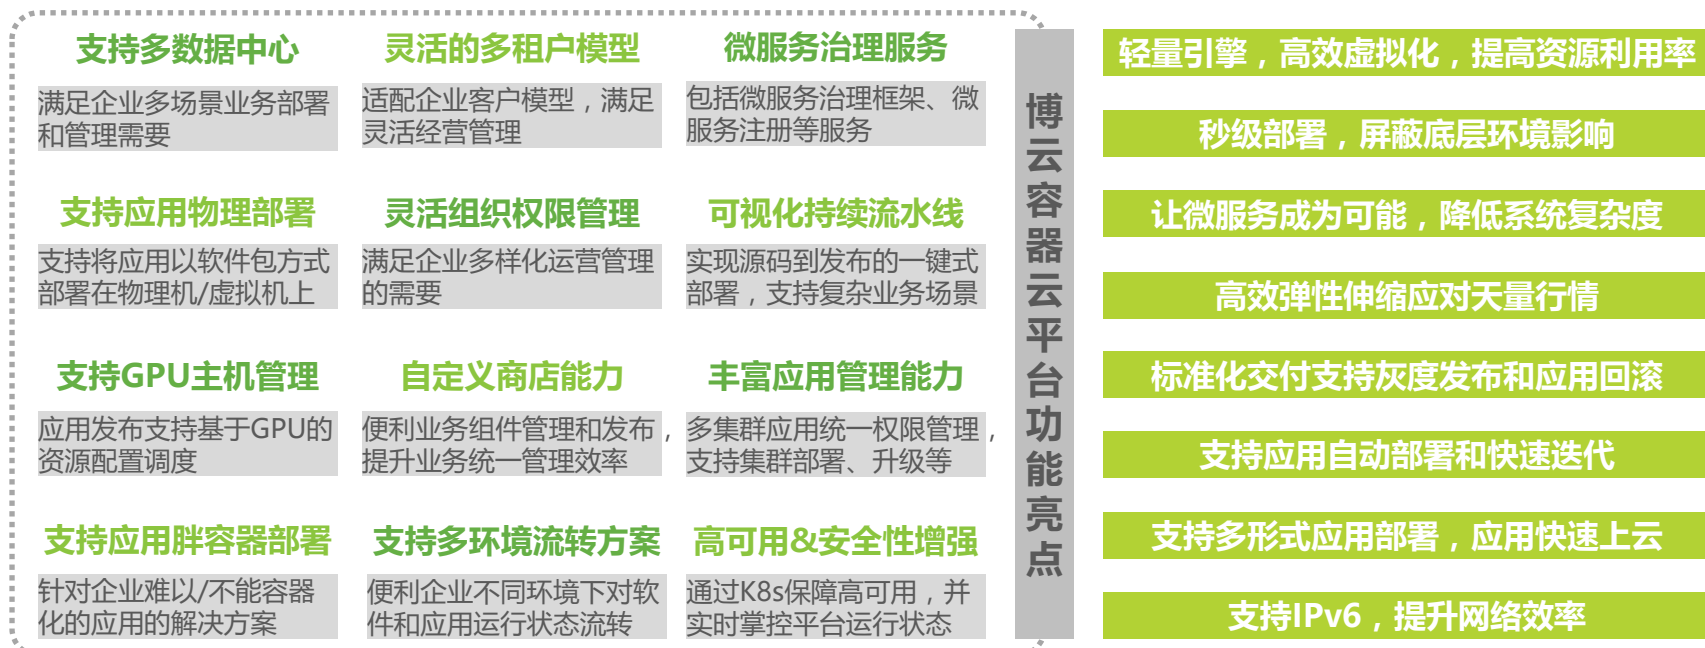 支持多数据中心
满足企业多场景业务部署
和管理需要
灵活的多租户模型
适配企业客户模型，满足
灵活经营管理
微服务治理服务
包括微服务治理框架、微
服务注册等服务
支持应用物理部署
支持将应用以软件包方式
部署在物理机/虚拟机上
灵活组织权限管理
满足企业多样化运营管理
的需要
可视化持续流水线
实现源码到发布的一键式
部署，支持复杂业务场景
支持GPU主机管理
应用发布支持基于GPU的
资源配置调度
自定义商店能力
便利业务组件管理和发布，
提升业务统一管理效率
丰富应用管理能力
多集群应用统一权限管理，
支持集群部署、升级等
支持应用胖容器部署
针对企业难以/不能容器
化的应用的解决方案
支持多环境流转方案
便利企业不同环境下对软
件和应用运行状态流转
高可用&安全性增强
通过K8s保障高可用，并
实时掌控平台运行状态
博云容器云平台功能亮点
轻量引擎，高效虚拟化，提高资源利用率
秒级部署，屏蔽底层环境影响
让微服务成为可能，降低系统复杂度
高效弹性伸缩应对天量行情
标准化交付支持灰度发布和应用回滚
支持应用自动部署和快速迭代
支持多形式应用部署，应用快速上云
支持IPv6，提升网络效率